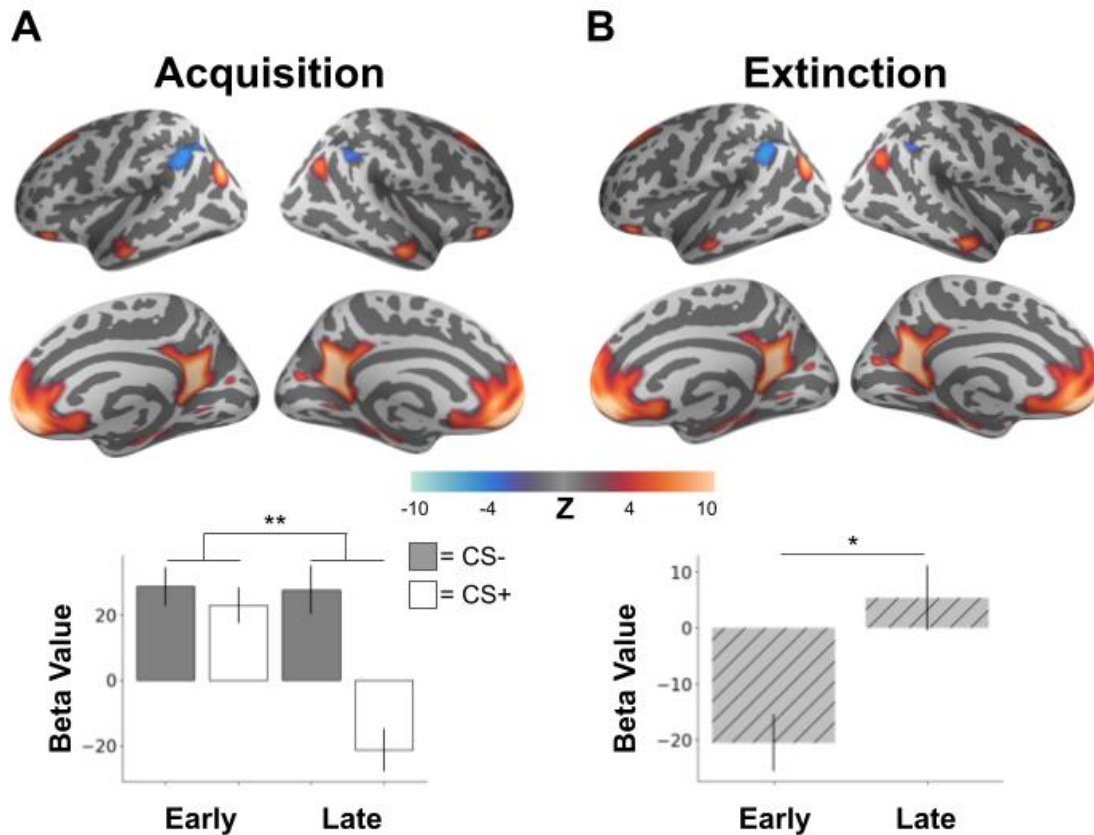 A
B
Acquisition
Extinction
-10
-4
Z
4
10
**
= CS-
= CS+
Beta Value
20
0
−20
Early
Late
*
Beta Value
10
0
−10
−20
Early
Late